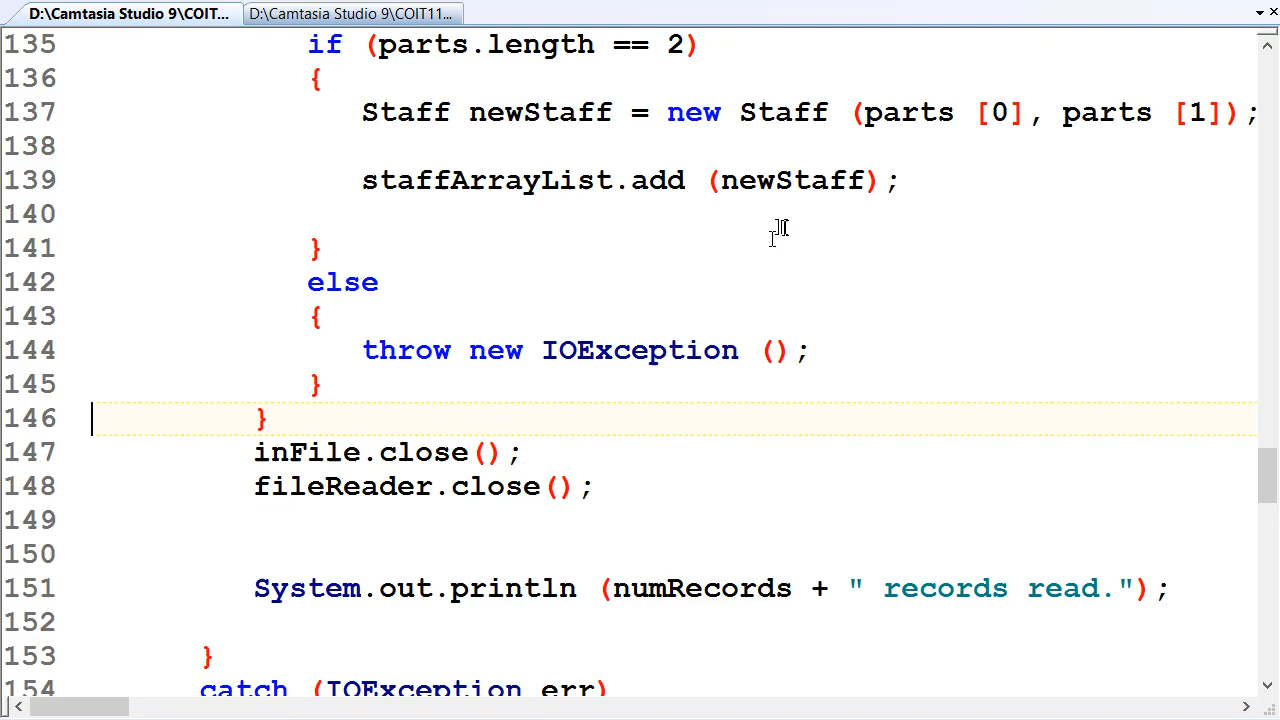 D:\Camtasia Studio 9\COIT... D:\Camtasia Studio 9\COIT11...
135 if (parts.length == 2)
136 {
137 Staff newStaff = new Staff (parts [0], parts [1]);
138
139 staffArrayList.add (newStaff);
140
141 }
142 else
143 {
144 throw new IOException ();
145 }
146 }
147 inFile.close();
148 fileReader.close();
149
150
151 System.out.println (numRecords + " records read.");
152
153 }
154 catch (IOException err)